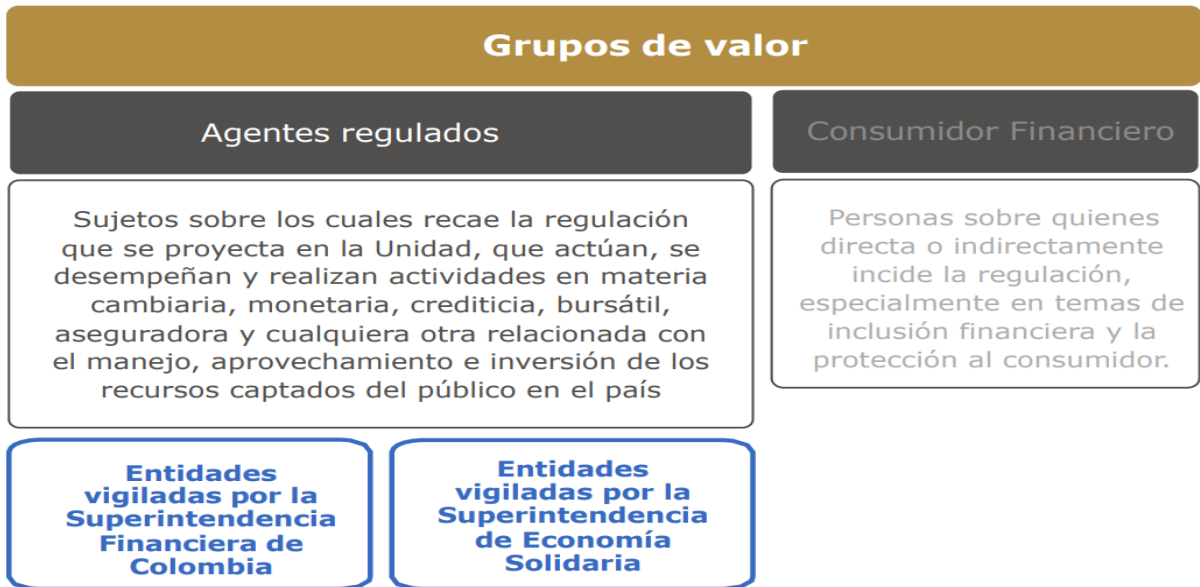 Grupos de valor
Agentes regulados
Sujetos sobre los cuales recae la regulación
que se proyecta en la Unidad, que actúan, se
desempeñan y realizan actividades en materia
cambiaria, monetaria, crediticia, bursátil,
aseguradora y cualquiera otra relacionada con
el manejo, aprovechamiento e inversión de los
recursos captados del público en el país
Entidades
vigiladas por la
Superintendencia
Financiera de
Colombia
Entidades
vigiladas por la
Superintendencia
de Economía
Solidaria
Consumidor Financiero
Personas sobre quienes
directa o indirectamente
incide la regulación,
especialmente en temas de
inclusión financiera y la
protección al consumidor.